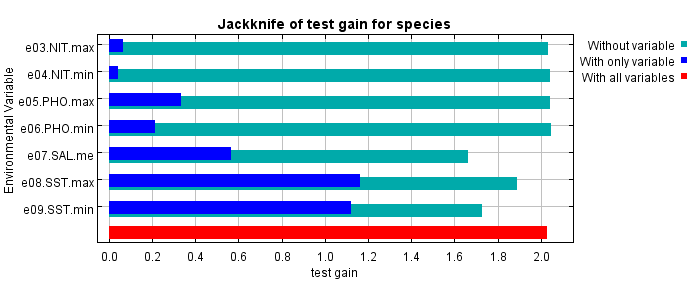 Jackknife of test gain for species
Environmental Variable
e03.NIT.max
e04.NIT.min
e05.PHO.max
e06.PHO.min
e07.SAL.me
e08.SST.max
e09.SST.min
Without variable
With only variable
With all variables
0.0 0.2 0.4 0.6 0.8 1.0 1.2 1.4 1.6 1.8 2.0
test gain